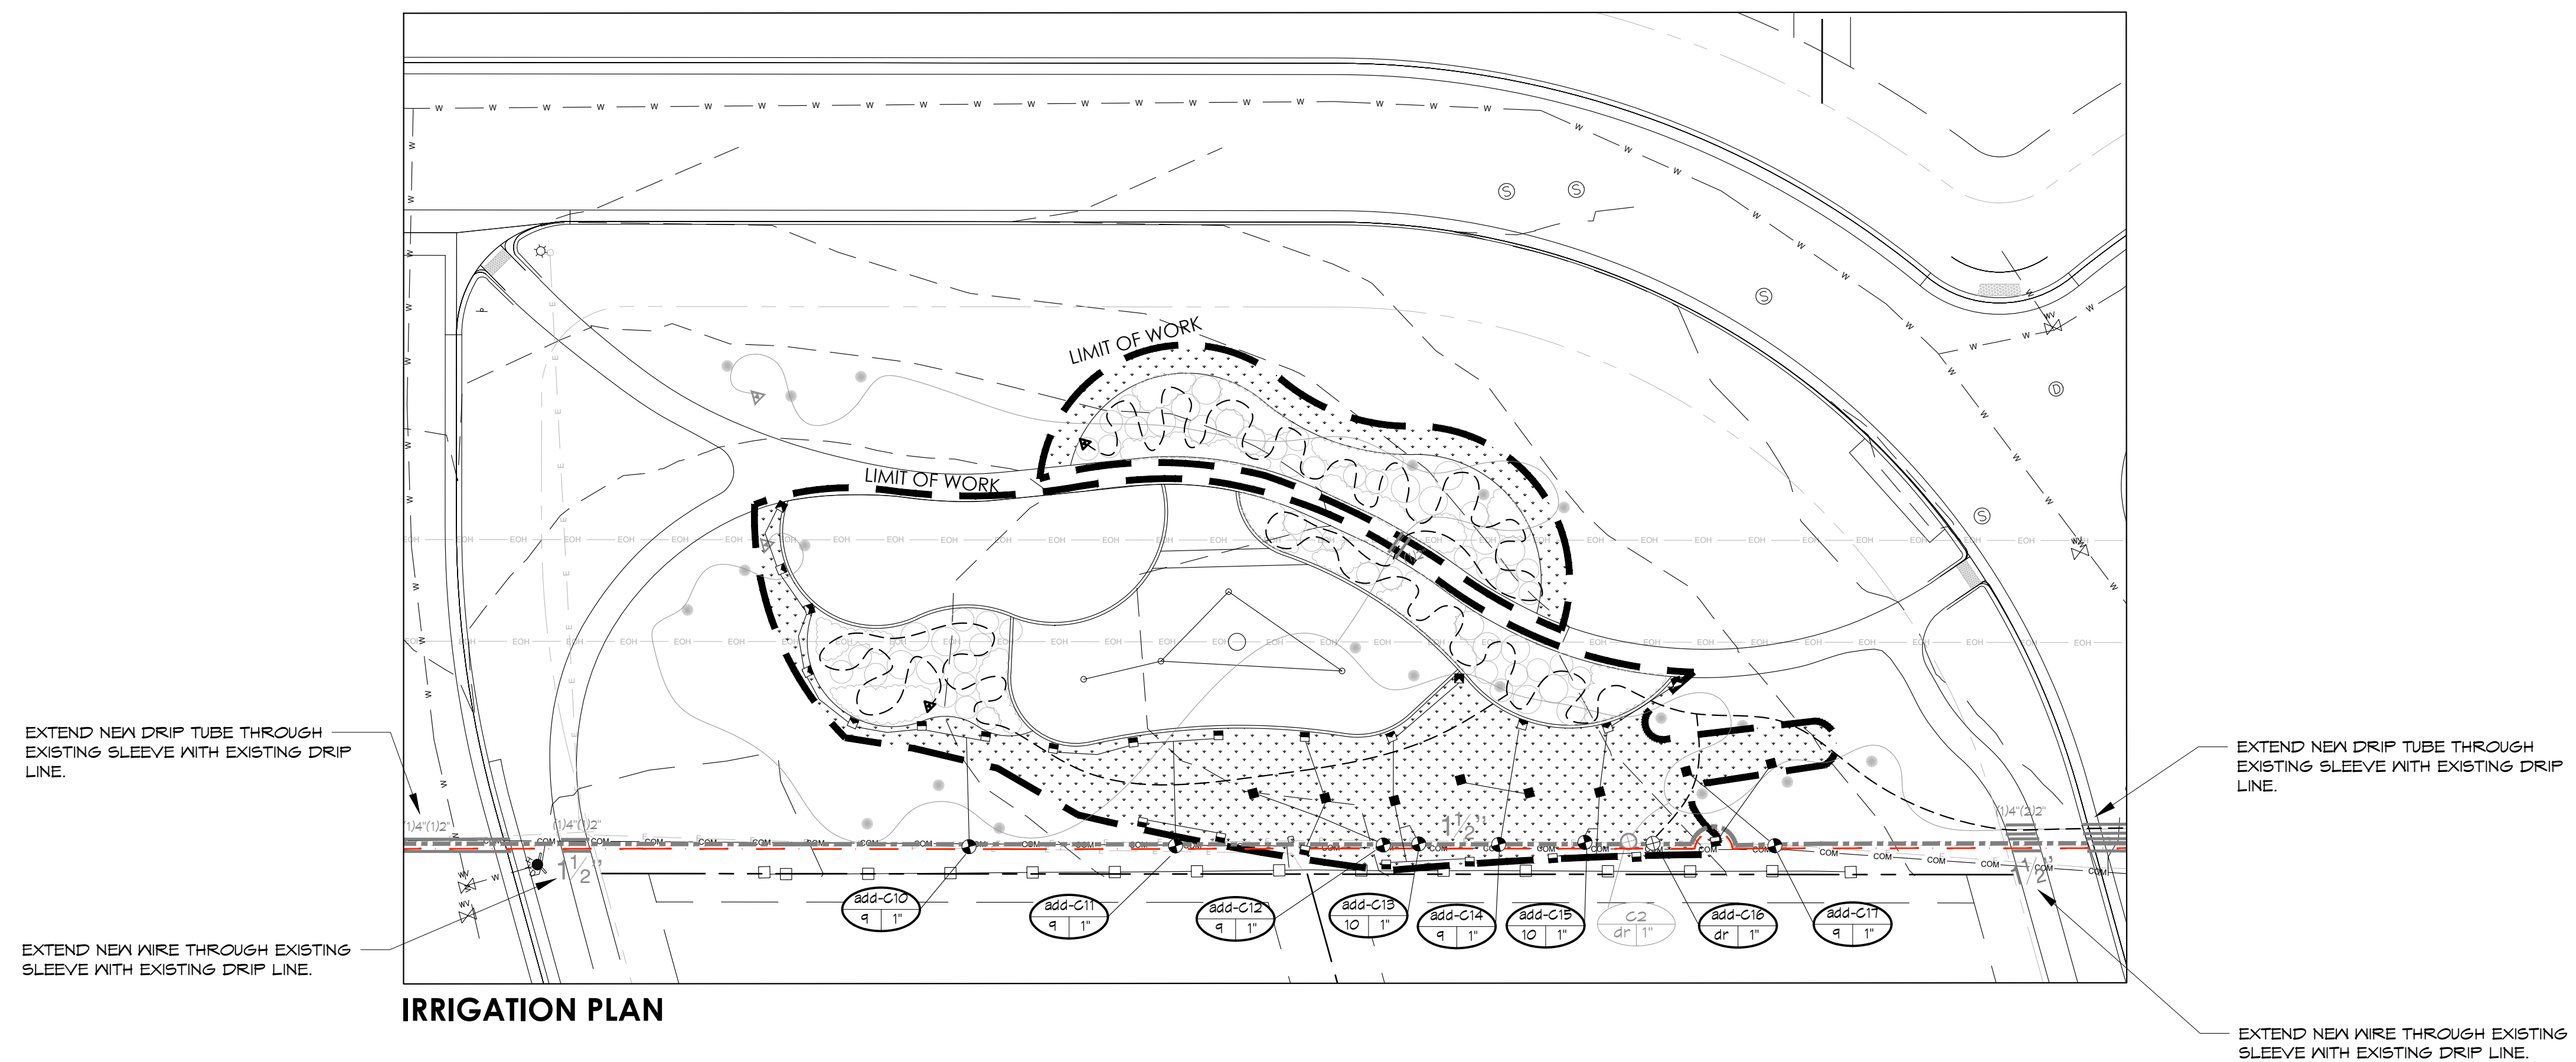 LIMIT OF WORK
LIMIT OF WORK
EXTEND NEW DRIP TUBE THROUGH
EXISTING SLEEVE WITH EXISTING DRIP
LINE.
EXTEND NEW DRIP TUBE THROUGH
EXISTING SLEEVE WITH EXISTING DRIP
LINE.
(1)4"(1)2"
(1)4"(1)2"
1½"
(1)4"(2)2"
1½"
1½"
add-C10
9 1"
add-C11
9 1"
add-C12
9 1"
add-C13
10 1"
add-C14
9 1"
add-C15
10 1"
C2
dr 1"
add-C16
dr 1"
add-C17
9 1"
EXTEND NEW WIRE THROUGH EXISTING
SLEEVE WITH EXISTING DRIP LINE.
IRRIGATION PLAN
EXTEND NEW WIRE THROUGH EXISTING
SLEEVE WITH EXISTING DRIP LINE.